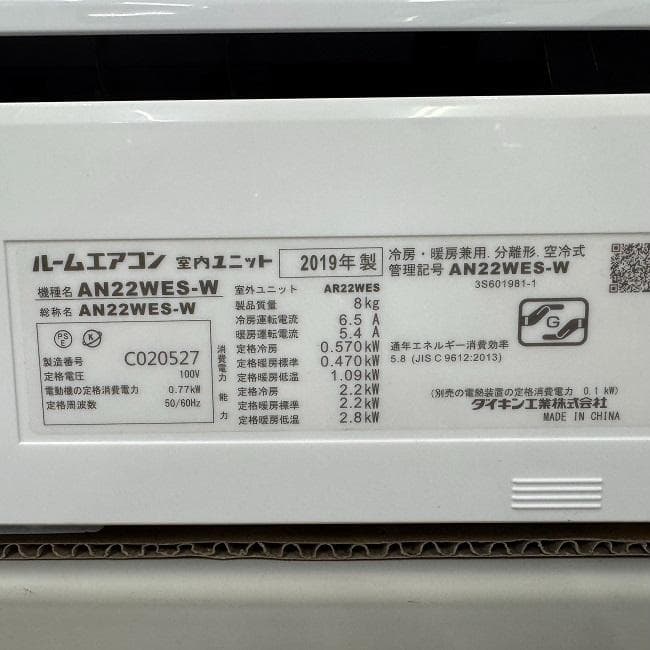 ルームエアコン 室内ユニット 2019年 製
機種名 AN22WES-W
総称名 AN22WES-W
PS
E
K
製造番号 C020527
定格電圧 100V
電動機の定格消費電力 0.77kW
定格周波数 50/60Hz
室外ユニット AR22WES
製品質量 8kg
冷房運転電流 6.5 A
暖房運転電流 5.4 A
消費電力
定格冷房 0.570kW
定格暖房標準 0.470kW
定格暖房低温 1.09kW
能力
定格冷房 2.2kW
定格暖房標準 2.2kW
定格暖房低温 2.8kW
冷房・暖房兼用. 分離形. 空冷式
管理記号 AN22WES-W
3S601981-1
G
通年エネルギー消費効率
5.8 (JIS C 9612:2013)
(別売の電熱装置の定格消費電力 0.1 kW)
ダイキン工業株式会社
MADE IN CHINA